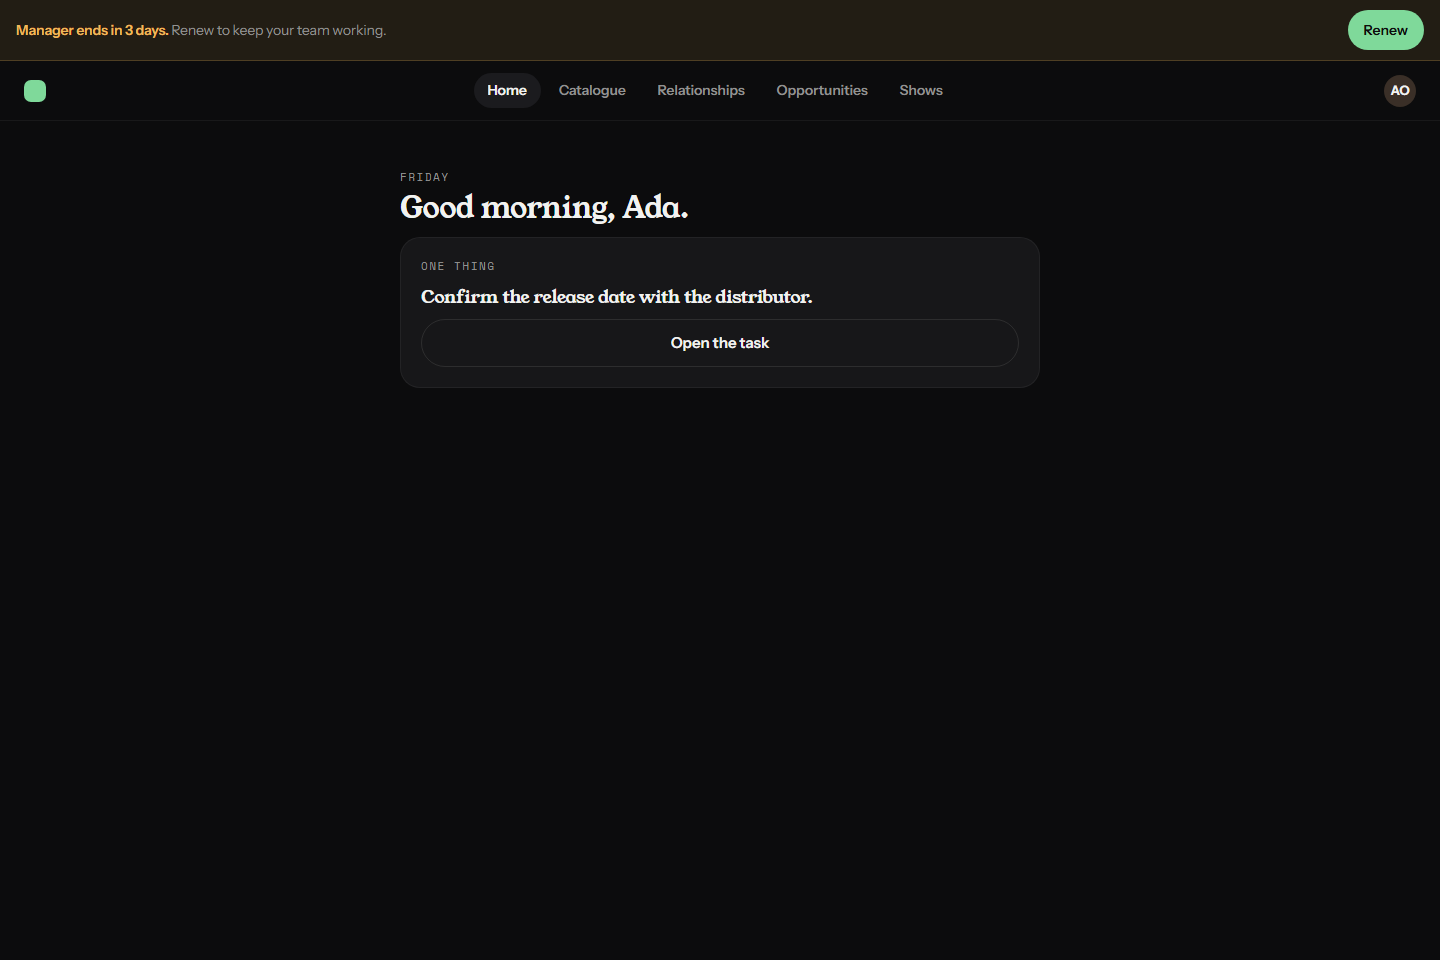 Manager ends in 3 days. Renew to keep your team working.
Renew
Home
Catalogue
Relationships
Opportunities
Shows
AO
FRIDAY
Good morning, Ada.
ONE THING
Confirm the release date with the distributor.
Open the task